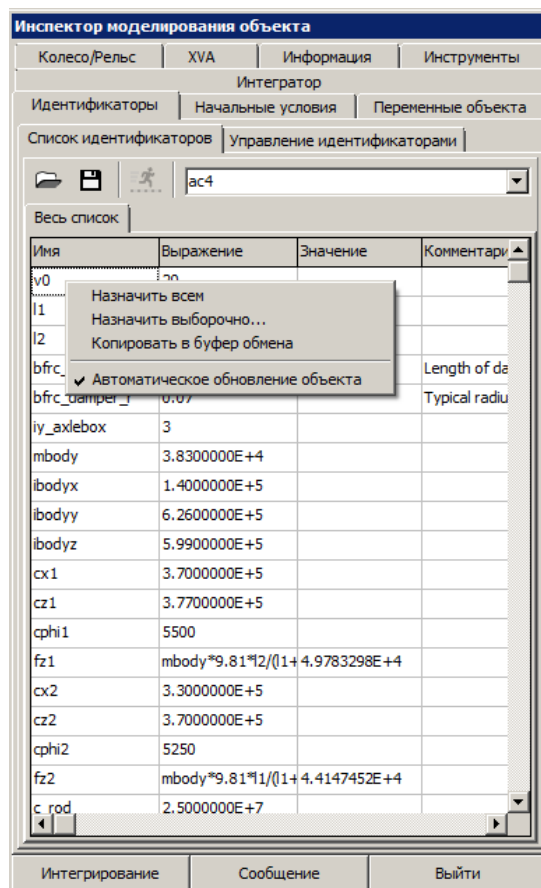 Инспектор моделирования объекта
Колесо/Рельс XVA Информация Инструменты
Интегратор
Идентификаторы Начальные условия Переменные объекта
Список идентификаторов Управление идентификаторами
ac4
Весь список
Имя Выражение Значение Комментари
v0
Назначить всем
l1
Назначить выборочно...
l2
Копировать в буфер обмена
bfrc_ Length of da
Автоматическое обновление объекта
bfrc_damper_r 0.07 Typical radiu
iy_axlebox 3
mbody 3.8300000E+4
ibodyx 1.4000000E+5
ibodyy 6.2600000E+5
ibodyz 5.9900000E+5
cx1 3.7000000E+5
cz1 3.7700000E+5
cphi1 5500
fz1 mbody*9.81*l2/(l1+ 4.9783298E+4
cx2 3.3000000E+5
cz2 3.7000000E+5
cphi2 5250
fz2 mbody*9.81*l1/(l1+ 4.4147452E+4
c_rod 2.5000000E+7
Интегрирование Сообщение Выйти